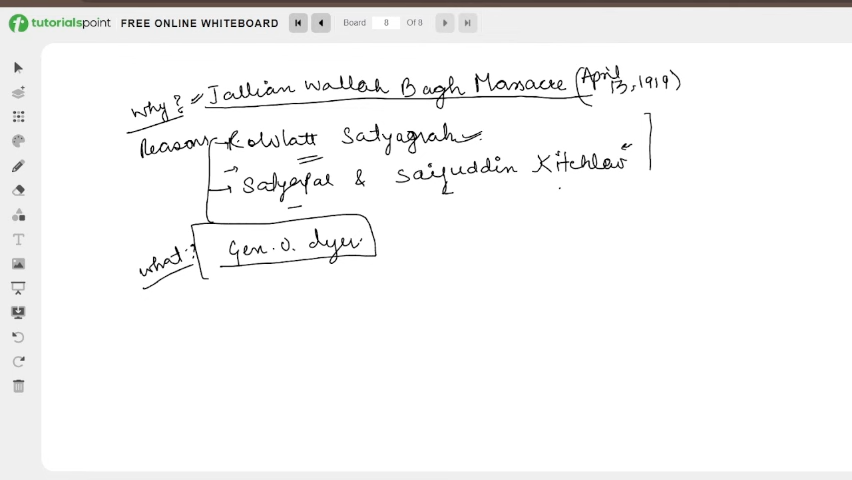 tutorialspoint FREE ONLINE WHITEBOARD Board 8 Of 8
Why? Jallian Wallah Bagh Massacre (April 13, 1919)
Reasons Rowlatt Satyagrah
Satyapal & Saifuddin Kitchlew
What? Gen. O. dyer.
T